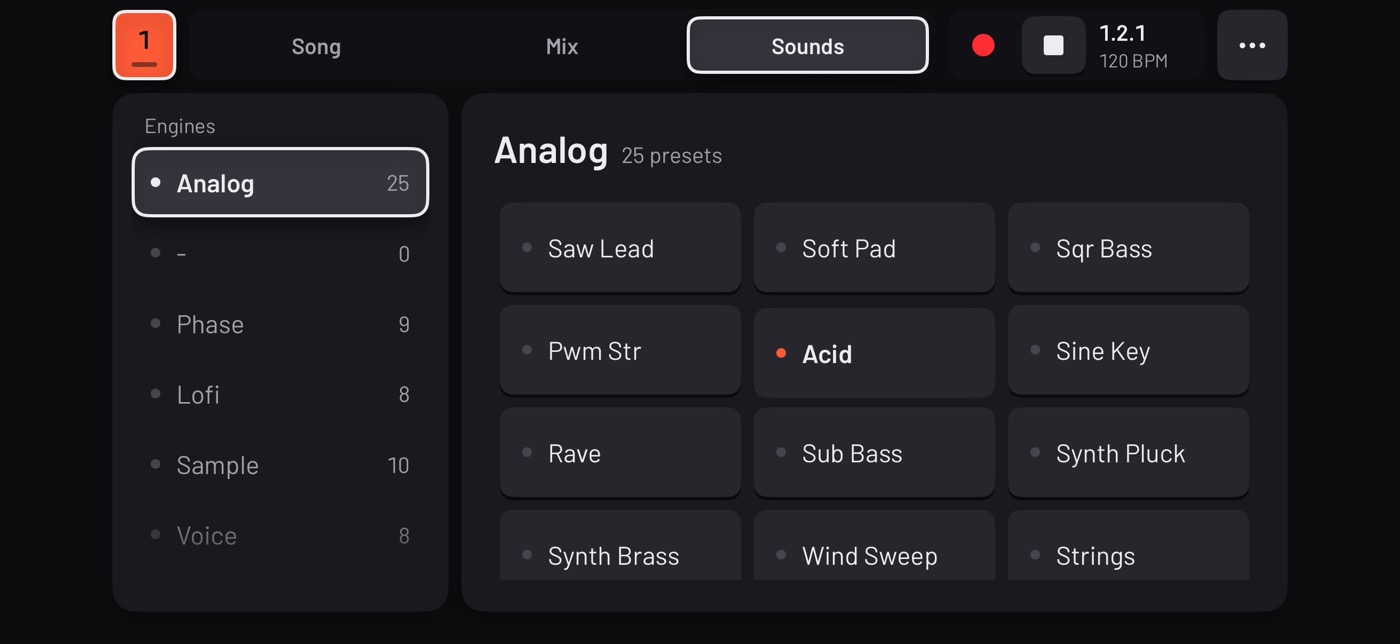 1
Song
Mix
Sounds
1.2.1
120 BPM
Engines
Analog 25
- 0
Phase 9
Lofi 8
Sample 10
Voice 8
Analog 25 presets
Saw Lead Soft Pad Sqr Bass
Pwm Str Acid Sine Key
Rave Sub Bass Synth Pluck
Synth Brass Wind Sweep Strings